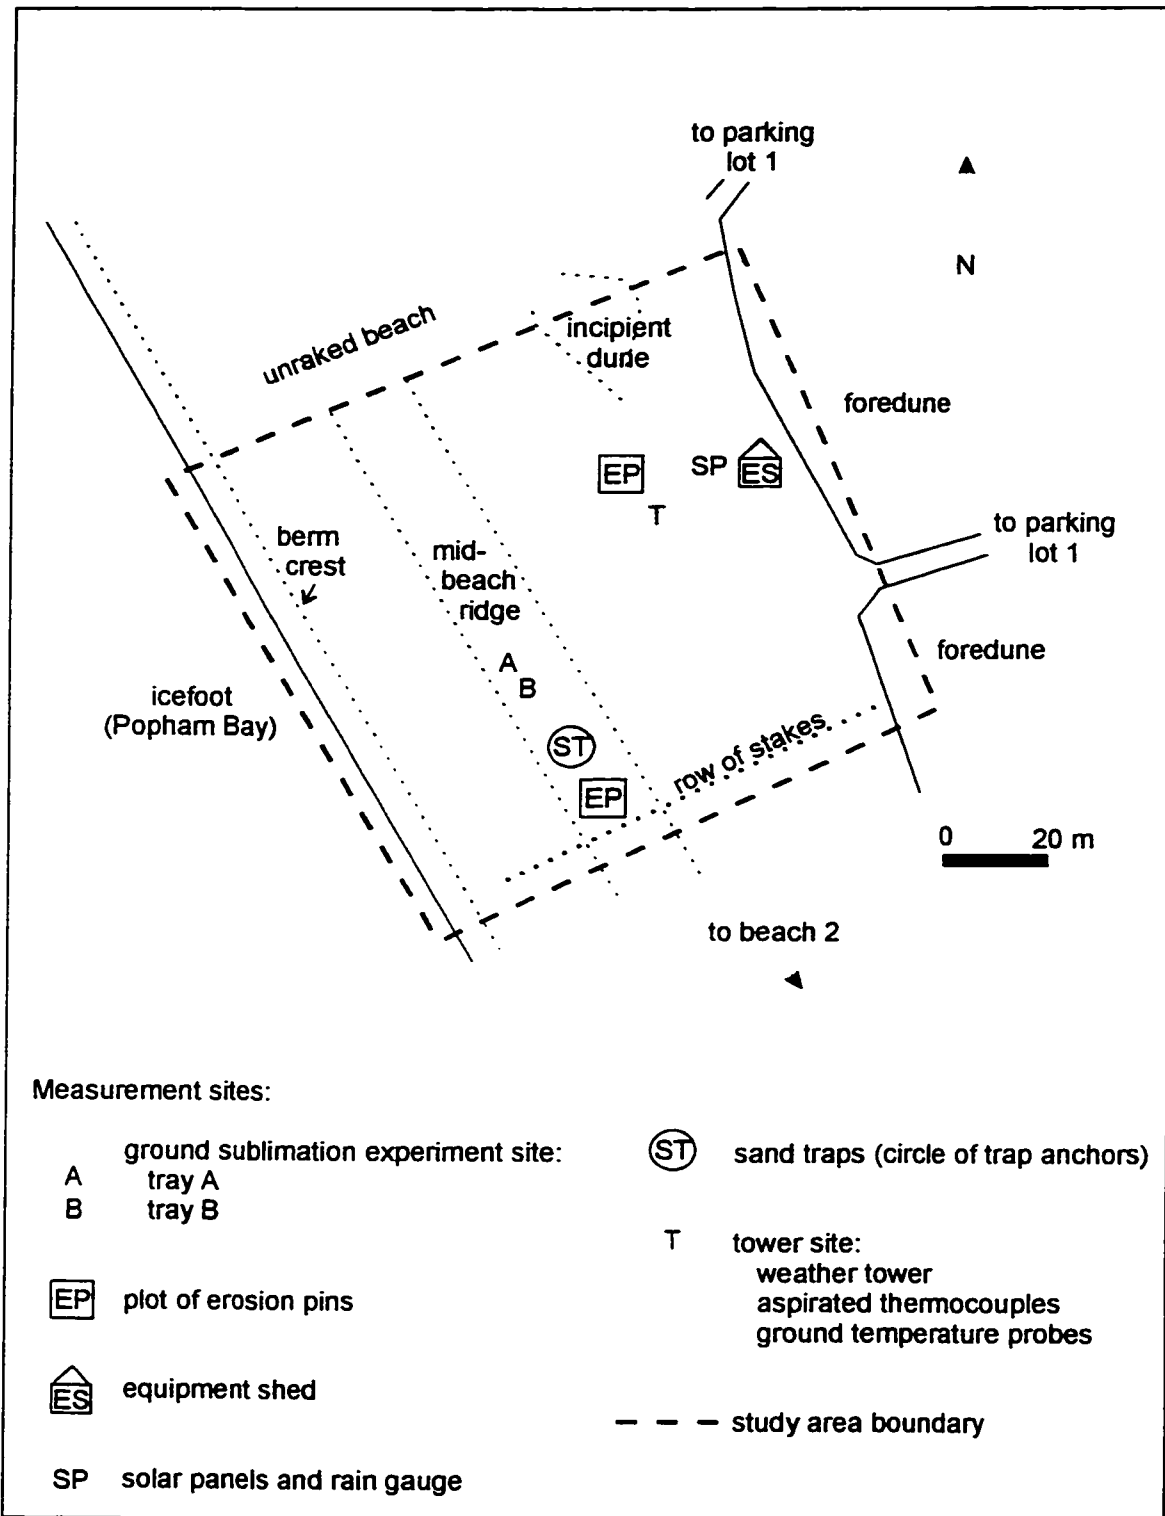 to parking
lot 1
N
unraked beach
incipient
dune
foredune
EP
SP
ES
T
to parking
lot 1
berm
crest
mid-
beach
ridge
A
B
foredune
icefoot
(Popham Bay)
ST
row of stakes
EP
0 20 m
to beach 2
Measurement sites:
ground sublimation experiment site:
A tray A
B tray B
EP plot of erosion pins
ES equipment shed
SP solar panels and rain gauge
ST sand traps (circle of trap anchors)
T tower site:
weather tower
aspirated thermocouples
ground temperature probes
study area boundary